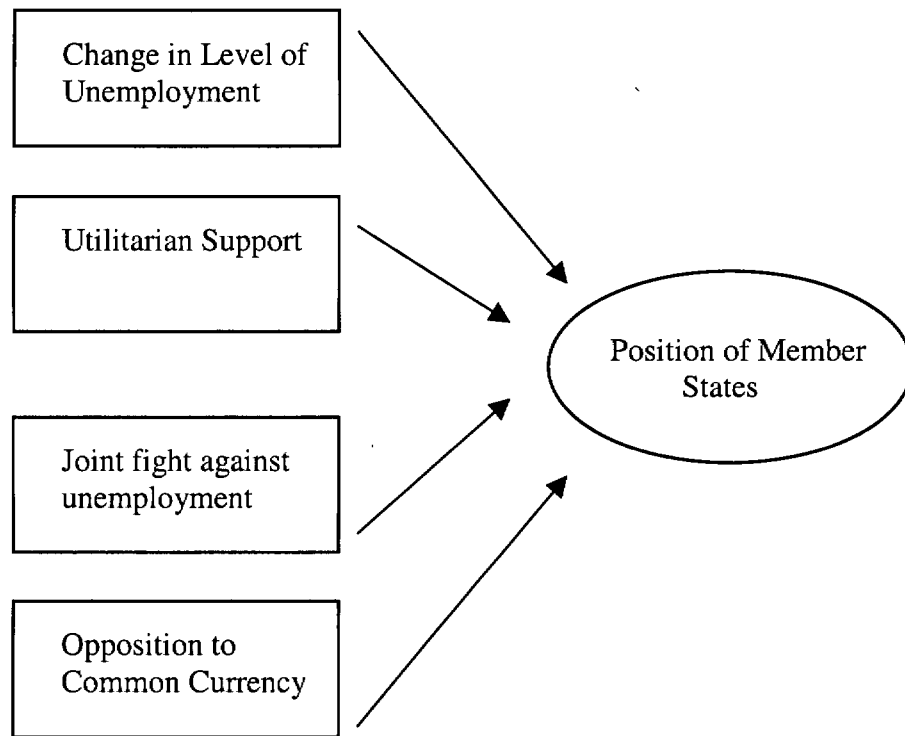 Change in Level of
Unemployment
Utilitarian Support
Position of Member
States
Joint fight against
unemployment
Opposition to
Common Currency